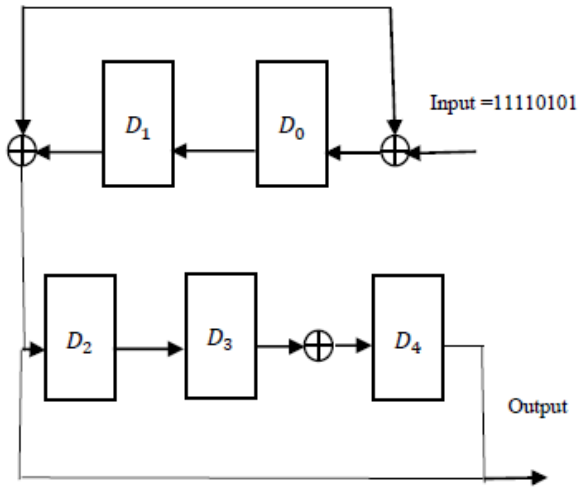 Input =11110101
D₁
D₀
D₂
D₃
D₄
Output